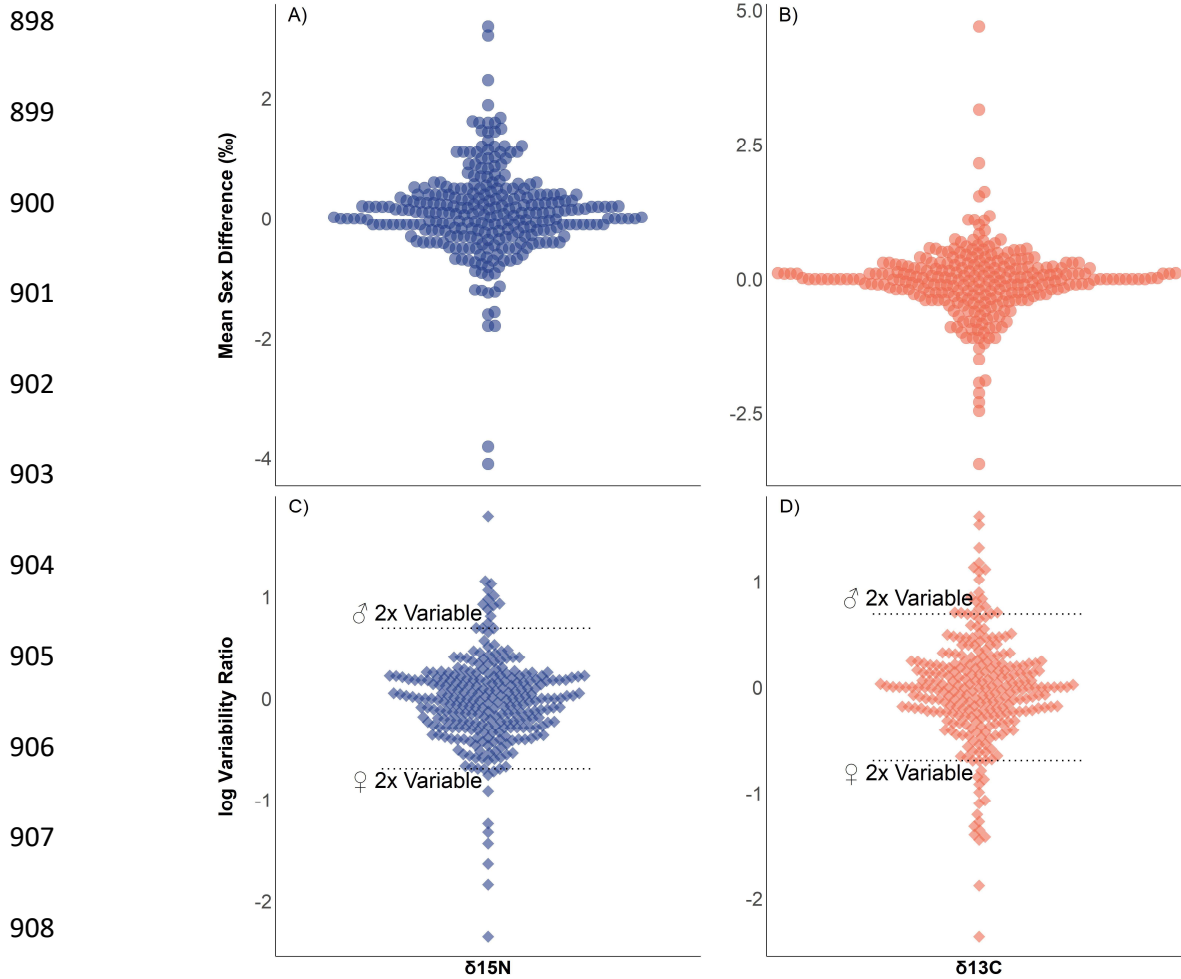 898
899
900
901
902
903
904
905
906
907
908
A)
Mean Sex Difference (‰)
2
0
-2
-4
B)
5.0
2.5
0.0
-2.5
C)
log Variability Ratio
1
0
-1
-2
♂ 2x Variable
♀ 2x Variable
δ15N
D)
1
0
-1
-2
♂ 2x Variable
♀ 2x Variable
δ13C